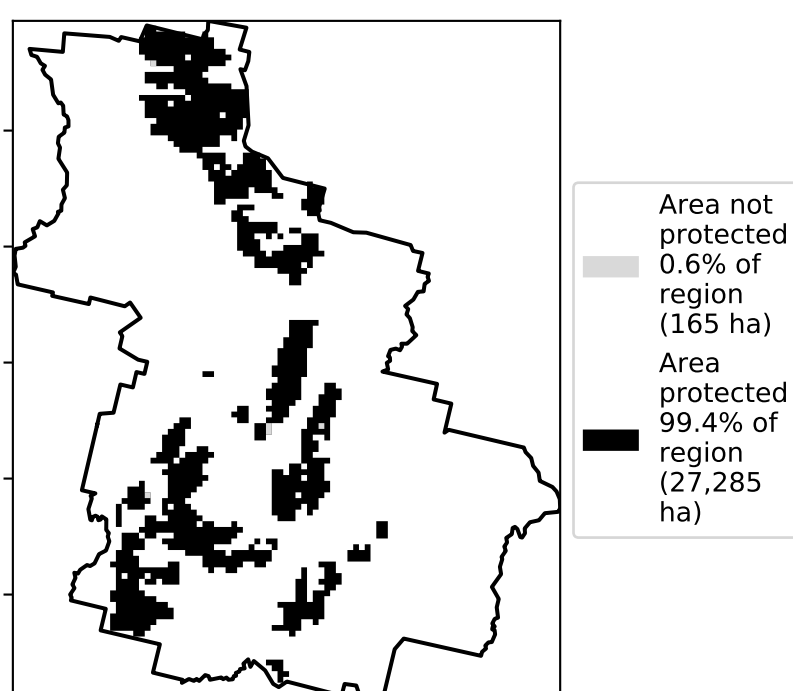 Area not
protected
0.6% of
region
(165 ha)
Area
protected
99.4% of
region
(27,285
ha)